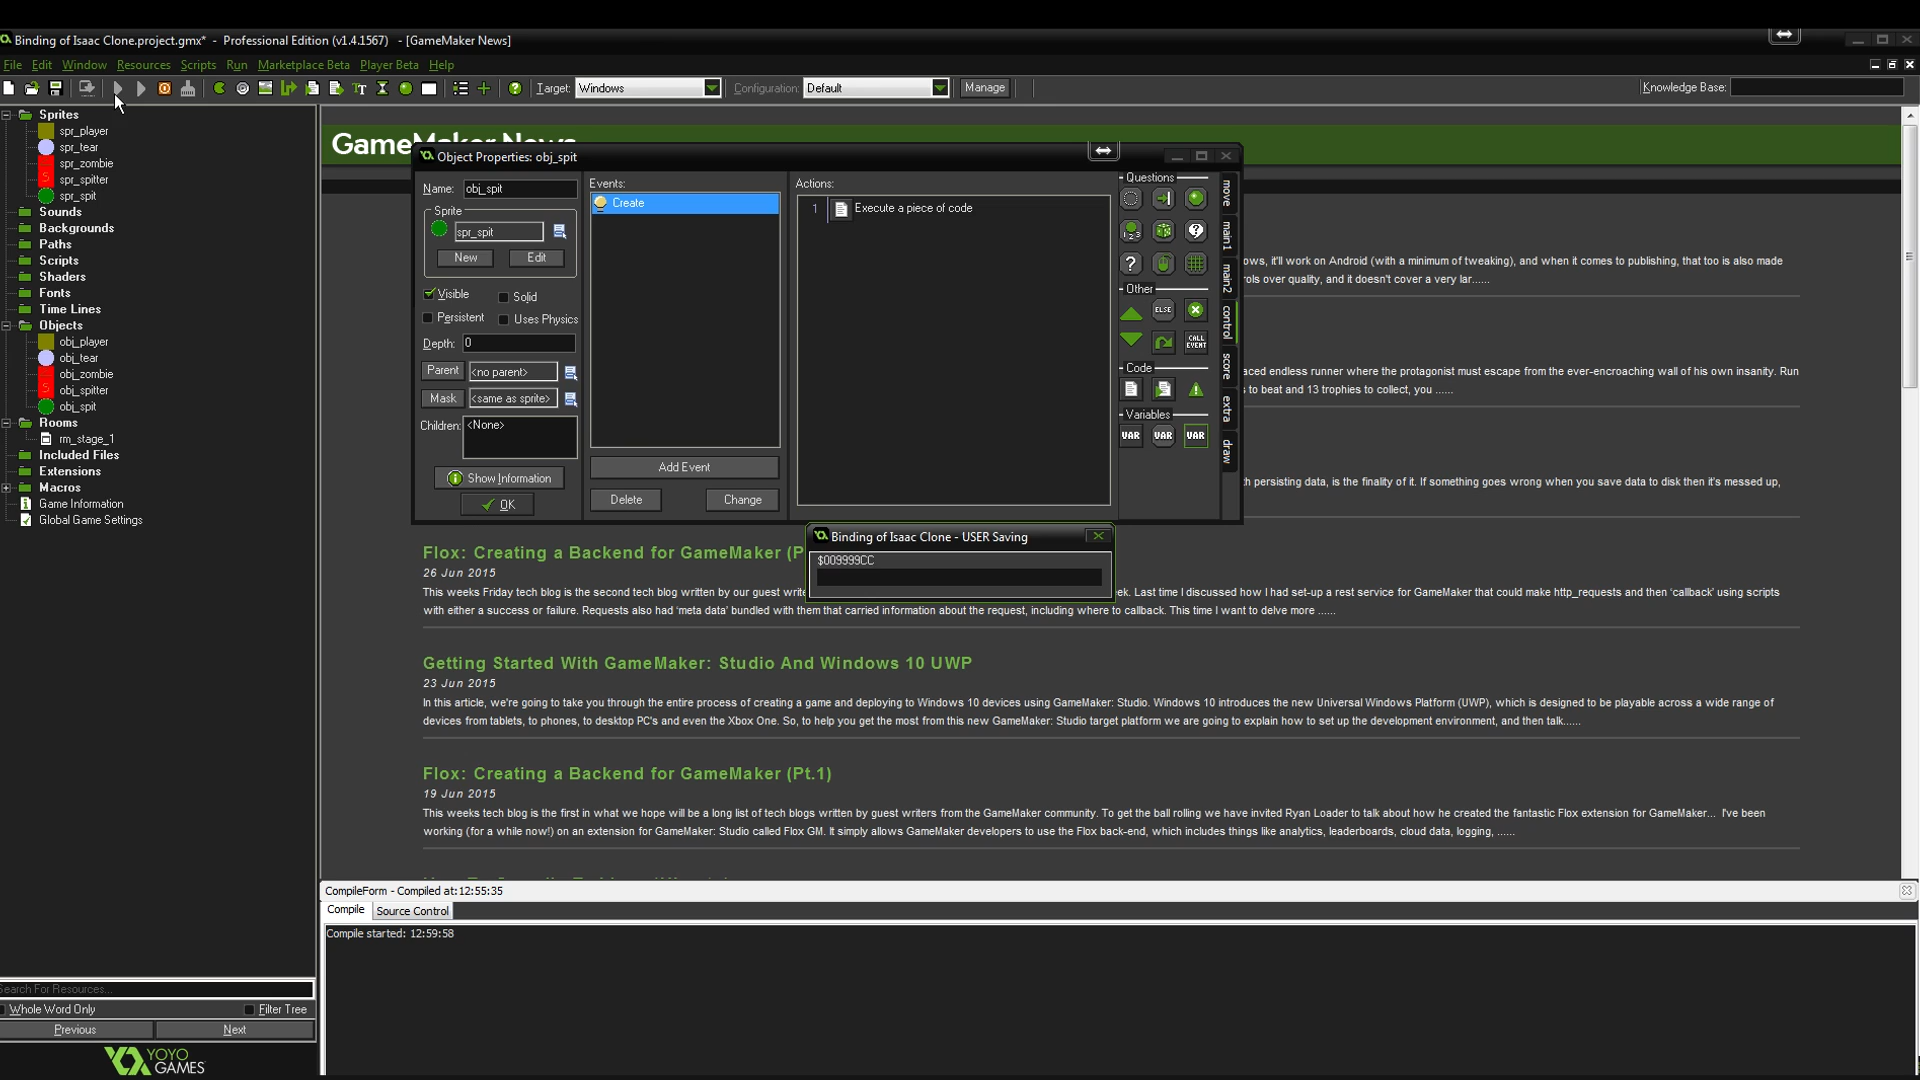 Binding of Isaac Clone.project.gmx* - Professional Edition (v1.4.1567) - [GameMaker News]
File Edit Window Resources Scripts Run Marketplace Beta Player Beta Help
Target: Windows Configuration: Default Manage Knowledge Base:
Sprites
spr_player
spr_tear
spr_zombie
spr_spitter
spr_spit
Sounds
Backgrounds
Paths
Scripts
Shaders
Fonts
Time Lines
Objects
obj_player
obj_tear
obj_zombie
obj_spitter
obj_spit
Rooms
rm_stage_1
Included Files
Extensions
Macros
Game Information
Global Game Settings
Search For Resources...
Whole Word Only Filter Tree
Previous Next
YOYO
GAMES
GameMaker News
Object Properties: obj_spit
Name: obj_spit
Sprite
spr_spit
New Edit
Visible Solid
Persistent Uses Physics
Depth: 0
Parent <no parent>
Mask <same as sprite>
Children: <None>
Show Information
OK
Events:
Create
Add Event
Delete Change
Actions:
1 Execute a piece of code
Questions
Other
ELSE
CALL EVENT
Code
Variables
VAR VAR VAR
move
main1
main2
control
score
extra
draw
ows, it'll work on Android (with a minimum of tweaking), and when it comes to publishing, that too is also made
ols over quality, and it doesn't cover a very lar......
aced endless runner where the protagonist must escape from the ever-encroaching wall of his own insanity. Run
s to beat and 13 trophies to collect, you ......
h persisting data, is the finality of it. If something goes wrong when you save data to disk then it's messed up,
Binding of Isaac Clone - USER Saving
$009999CC
Flox: Creating a Backend for GameMaker (P
26 Jun 2015
This weeks Friday tech blog is the second tech blog written by our guest write ek. Last time I discussed how I had set-up a rest service for GameMaker that could make http_requests and then 'callback' using scripts
with either a success or failure. Requests also had 'meta data' bundled with them that carried information about the request, including where to callback. This time I want to delve more ......
Getting Started With GameMaker: Studio And Windows 10 UWP
23 Jun 2015
In this article, we're going to take you through the entire process of creating a game and deploying to Windows 10 devices using GameMaker: Studio. Windows 10 introduces the new Universal Windows Platform (UWP), which is designed to be playable across a wide range of
devices from tablets, to phones, to desktop PC's and even the Xbox One. So, to help you get the most from this new GameMaker: Studio target platform we are going to explain how to set up the development environment, and then talk......
Flox: Creating a Backend for GameMaker (Pt.1)
19 Jun 2015
This weeks tech blog is the first in what we hope will be a long list of tech blogs written by guest writers from the GameMaker community. To get the ball rolling we have invited Ryan Loader to talk about how he created the fantastic Flox extension for GameMaker... I've been
working (for a while now!) on an extension for GameMaker: Studio called Flox GM. It simply allows GameMaker developers to use the Flox back-end, which includes things like analytics, leaderboards, cloud data, logging, ......
CompileForm - Compiled at:12:55:35
Compile Source Control
Compile started: 12:59:58